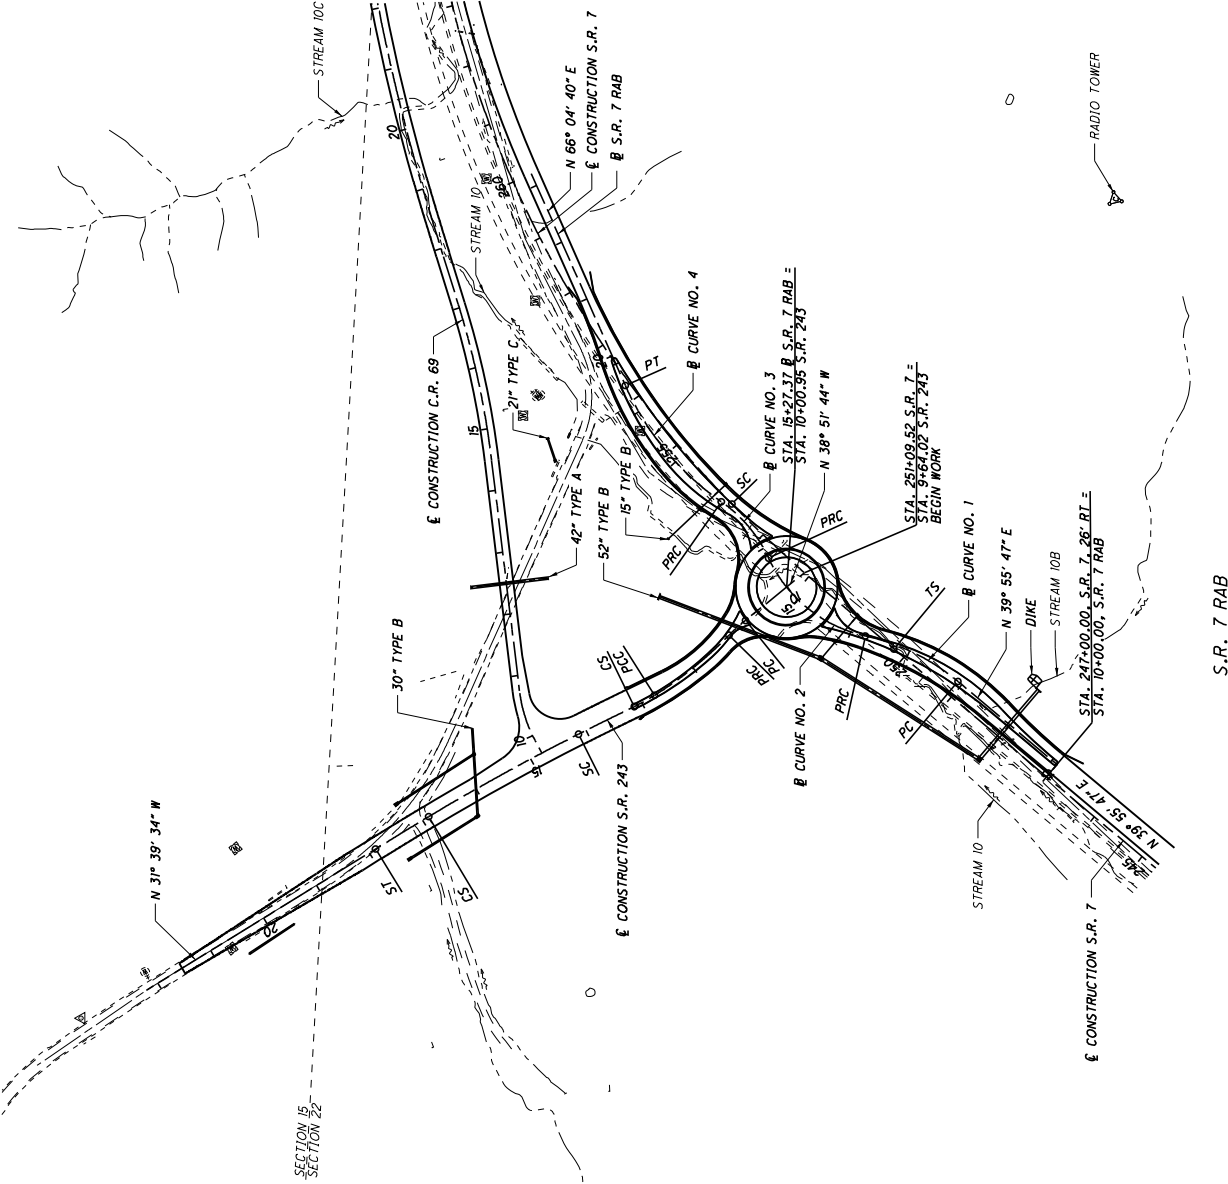 STREAM 10C
20
N 66° 04' 40" E
℄ CONSTRUCTION S.R. 7
℄ S.R. 7 RAB
RADIO TOWER
260
STREAM 10
℄ CONSTRUCTION C.R. 69
15
21" TYPE C
20
PT
℄ CURVE NO. 4
255
℄ CURVE NO. 3
STA. 15+27.37 ℄ S.R. 7 RAB =
STA. 10+00.95 S.R. 243
N 38° 51' 44" W
42" TYPE A
52" TYPE B
15" TYPE B
SC
PRC
PRC
STA. 251+09.52 S.R. 7 =
STA. 9+64.02 S.R. 243
BEGIN WORK
℄ CURVE NO. 1
TS
N 39° 55' 47" E
DIKE
STREAM 10B
STA. 247+00.00, S.R. 7, 26' RT =
STA. 10+00.00, S.R. 7 RAB
S.R. 7 RAB
30" TYPE B
CS
PCC
PRC
PC
PRC
250
PC
℄ CURVE NO. 2
10
15
SC
℄ CONSTRUCTION S.R. 243
N 31° 39' 34" W
ST
CS
20
STREAM 10
N 39° 55' 47" E
245
℄ CONSTRUCTION S.R. 7
SECTION 15
SECTION 22